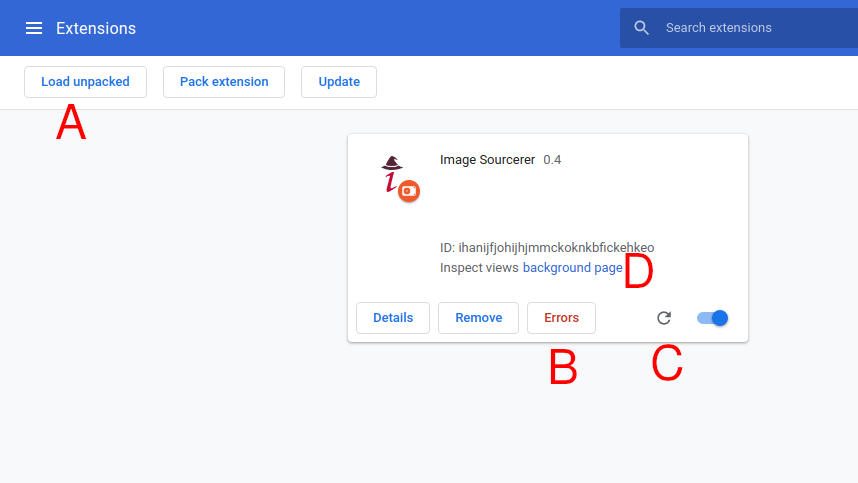 Extensions
Search extensions
Load unpacked
Pack extension
Update
A
Image Sourcerer 0.4
i
ID: ihanijfjohijhjmmckoknkbfickehkeo
Inspect views background page
D
Details
Remove
Errors
B
C